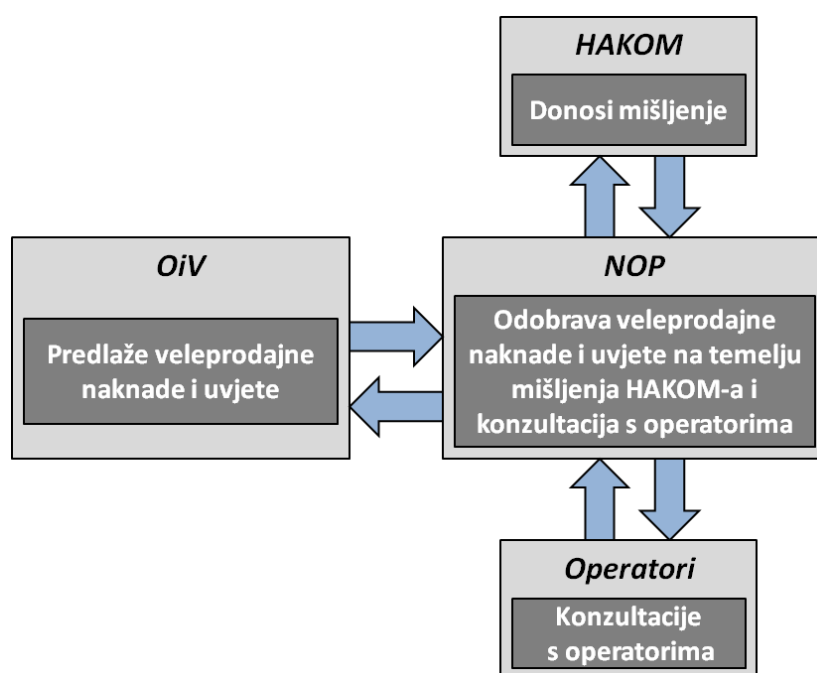 HAKOM
Donosi mišljenje
OiV
Predlaže veleprodajne
naknade i uvjete
NOP
Odobrava veleprodajne
naknade i uvjete na temelju
mišljenja HAKOM-a i
konzultacija s operatorima
Operatori
Konzultacije
s operatorima